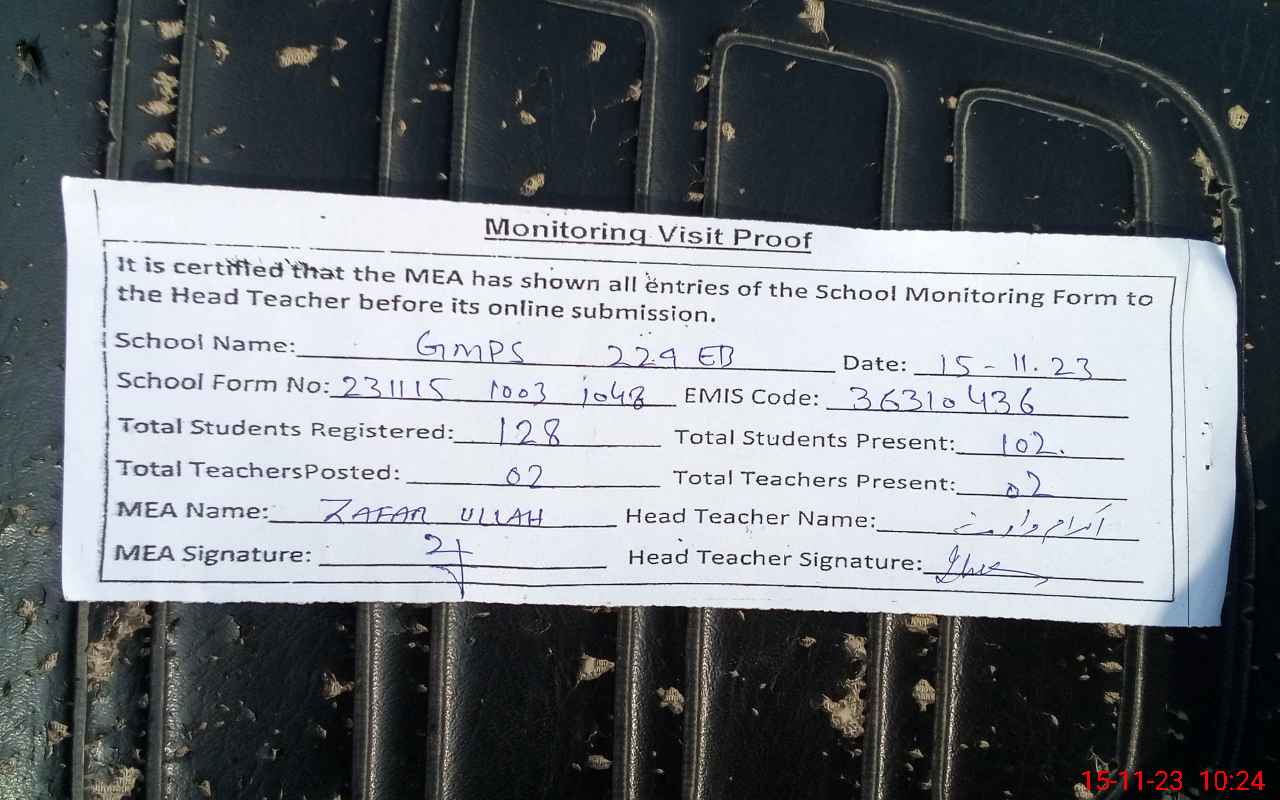 Monitoring Visit Proof
It is certified that the MEA has shown all entries of the School Monitoring Form to
the Head Teacher before its online submission.
School Name: GMPS 229 EB Date: 15-11.23
School Form No: 231115 1003 1048 EMIS Code: 36310436
Total Students Registered: 128 Total Students Present: 102.
Total TeachersPosted: 02 Total Teachers Present: 02
MEA Name: ZAFAR ULLAH Head Teacher Name:
MEA Signature: Head Teacher Signature:
15-11-23 10:24